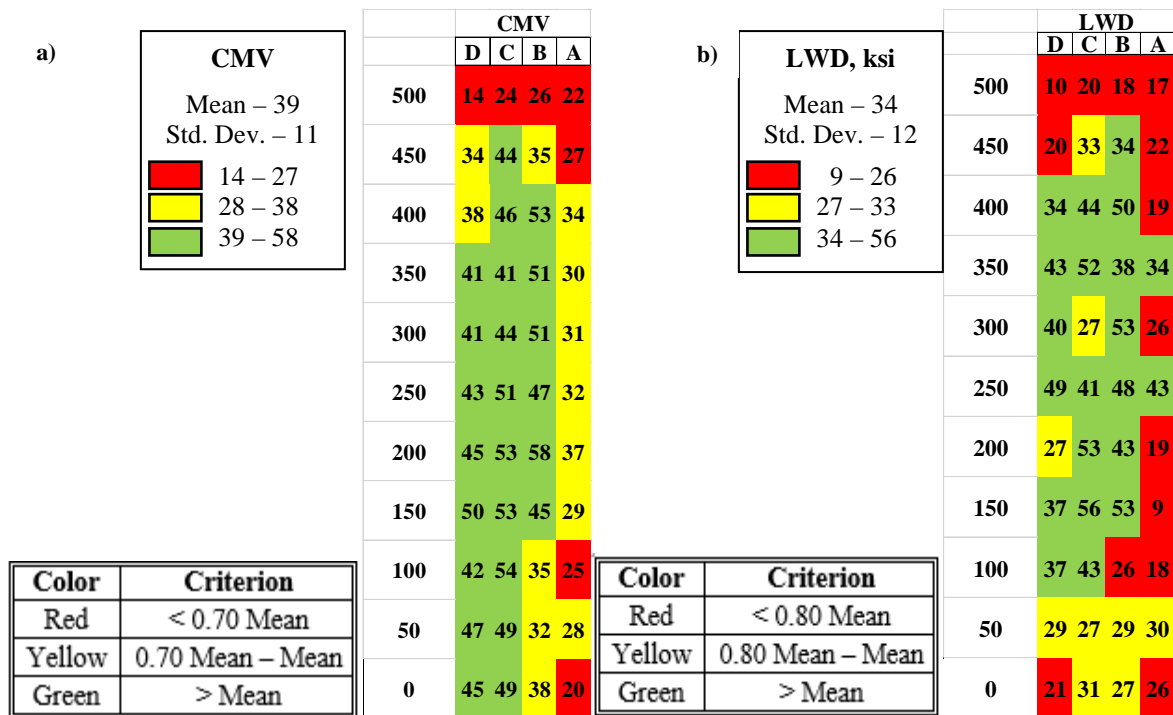 a)
CMV
Mean – 39
Std. Dev. – 11
14 – 27
28 – 38
39 – 58
CMV
D C B A
500 14 24 26 22
450 34 44 35 27
400 38 46 53 34
350 41 41 51 30
300 41 44 51 31
250 43 51 47 32
200 45 53 58 37
150 50 53 45 29
100 42 54 35 25
50 47 49 32 28
0 45 49 38 20
Color Criterion
Red < 0.70 Mean
Yellow 0.70 Mean – Mean
Green > Mean
b)
LWD, ksi
Mean – 34
Std. Dev. – 12
9 – 26
27 – 33
34 – 56
LWD
D C B A
500 10 20 18 17
450 20 33 34 22
400 34 44 50 19
350 43 52 38 34
300 40 27 53 26
250 49 41 48 43
200 27 53 43 19
150 37 56 53 9
100 37 43 26 18
50 29 27 29 30
0 21 31 27 26
Color Criterion
Red < 0.80 Mean
Yellow 0.80 Mean – Mean
Green > Mean